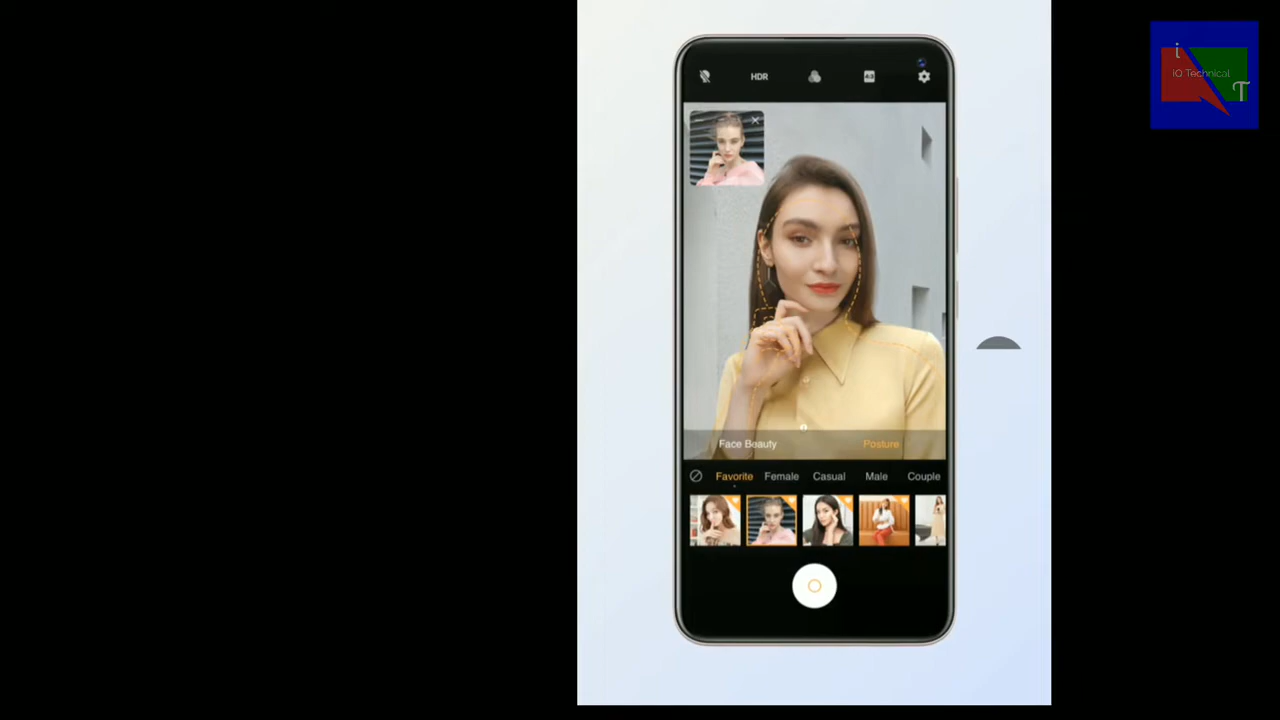 HDR
i
iQ Technical
T
Face Beauty
Posture
Favorite Female Casual Male Couple